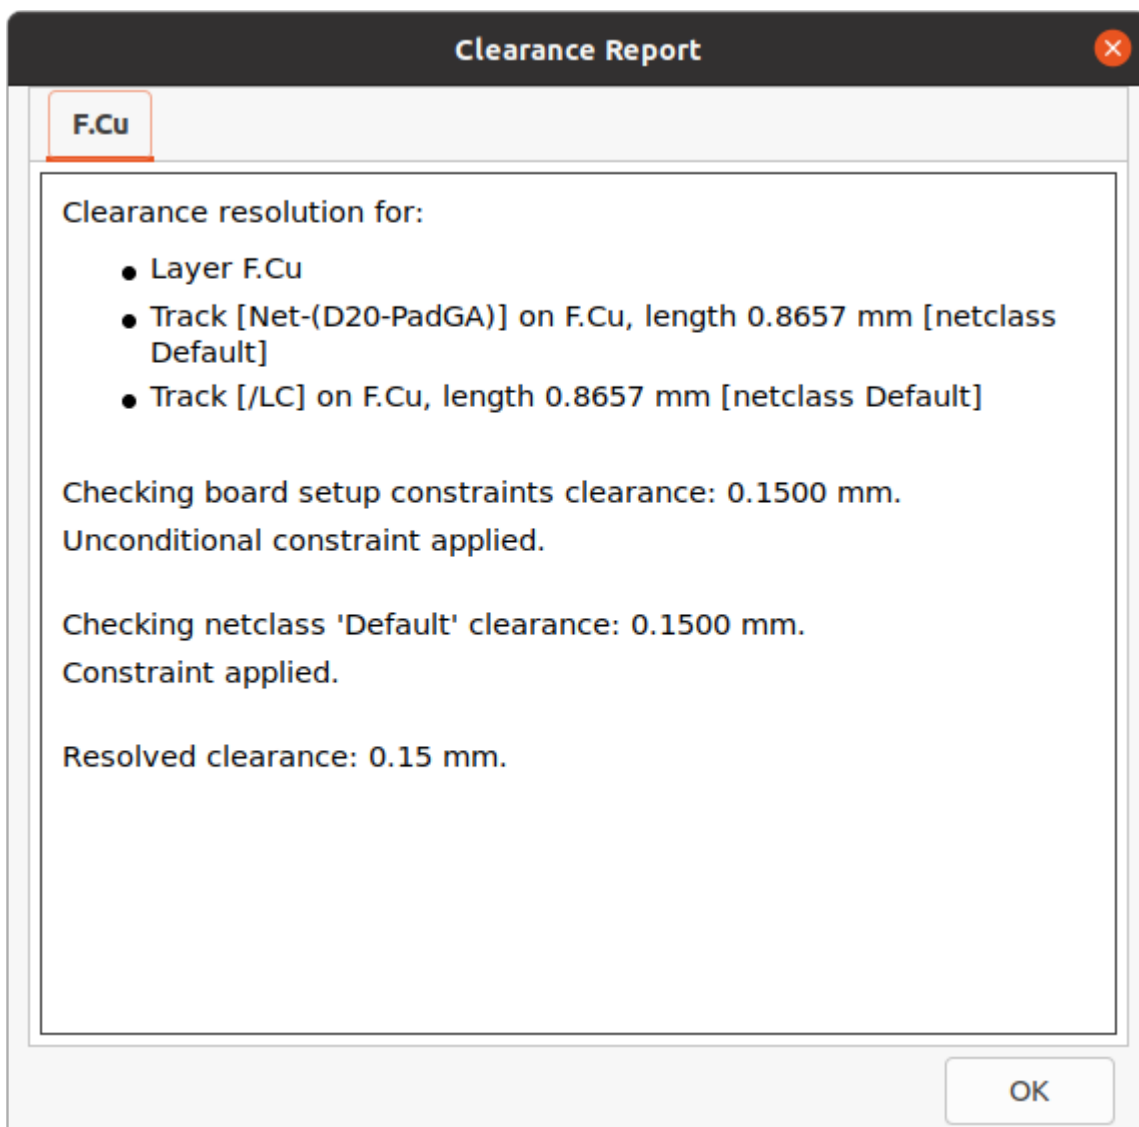 Clearance Report
F.Cu
Clearance resolution for:
● Layer F.Cu
● Track [Net-(D20-PadGA)] on F.Cu, length 0.8657 mm [netclass
Default]
● Track [/LC] on F.Cu, length 0.8657 mm [netclass Default]
Checking board setup constraints clearance: 0.1500 mm.
Unconditional constraint applied.
Checking netclass 'Default' clearance: 0.1500 mm.
Constraint applied.
Resolved clearance: 0.15 mm.
OK